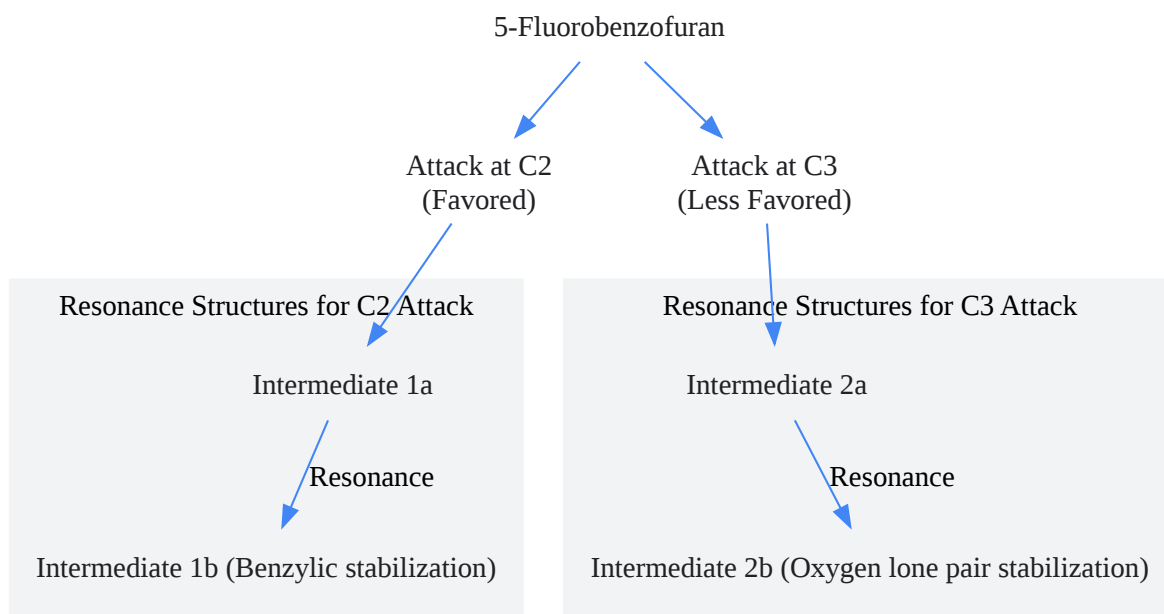 5-Fluorobenzofuran
Attack at C2
(Favored)
Attack at C3
(Less Favored)
Resonance Structures for C2 Attack
Resonance Structures for C3 Attack
Intermediate 1a
Intermediate 2a
Resonance
Resonance
Intermediate 1b (Benzylic stabilization)
Intermediate 2b (Oxygen lone pair stabilization)